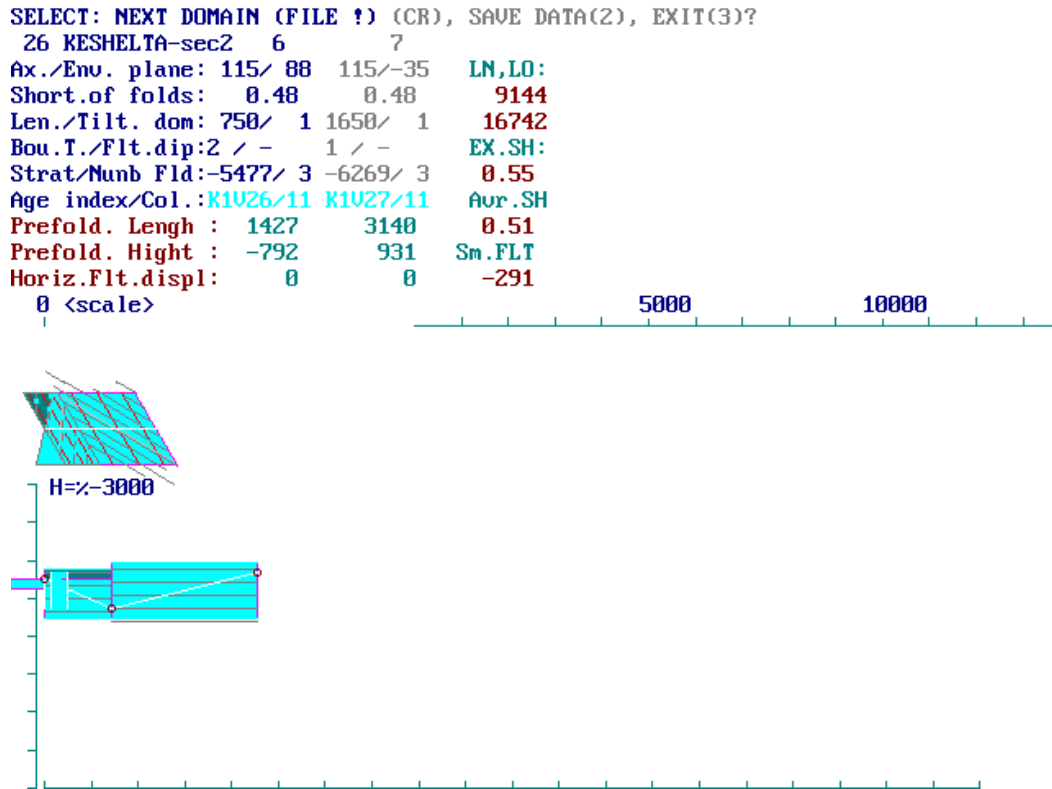 SELECT: NEXT DOMAIN (FILE !) (CR), SAVE DATA(2), EXIT(3)?
26 KESHELTA-sec2 6 7
Ax./Env. plane: 115/ 88 115/-35 LN,LO:
Short.of folds: 0.48 0.48 9144
Len./Tilt. dom: 750/ 1 1650/ 1 16742
Bou.T./Flt.dip:2 / - 1 / - EX.SH:
Strat/Nunb Fld:-5477/ 3 -6269/ 3 0.55
Age index/Col.:K1V26/11 K1V27/11 Avr.SH
Prefold. Lengh : 1427 3140 0.51
Prefold. Hight : -792 931 Sm.FLT
Horiz.Flt.displ: 0 0 -291
0 <scale> 5000 10000
H=%-3000